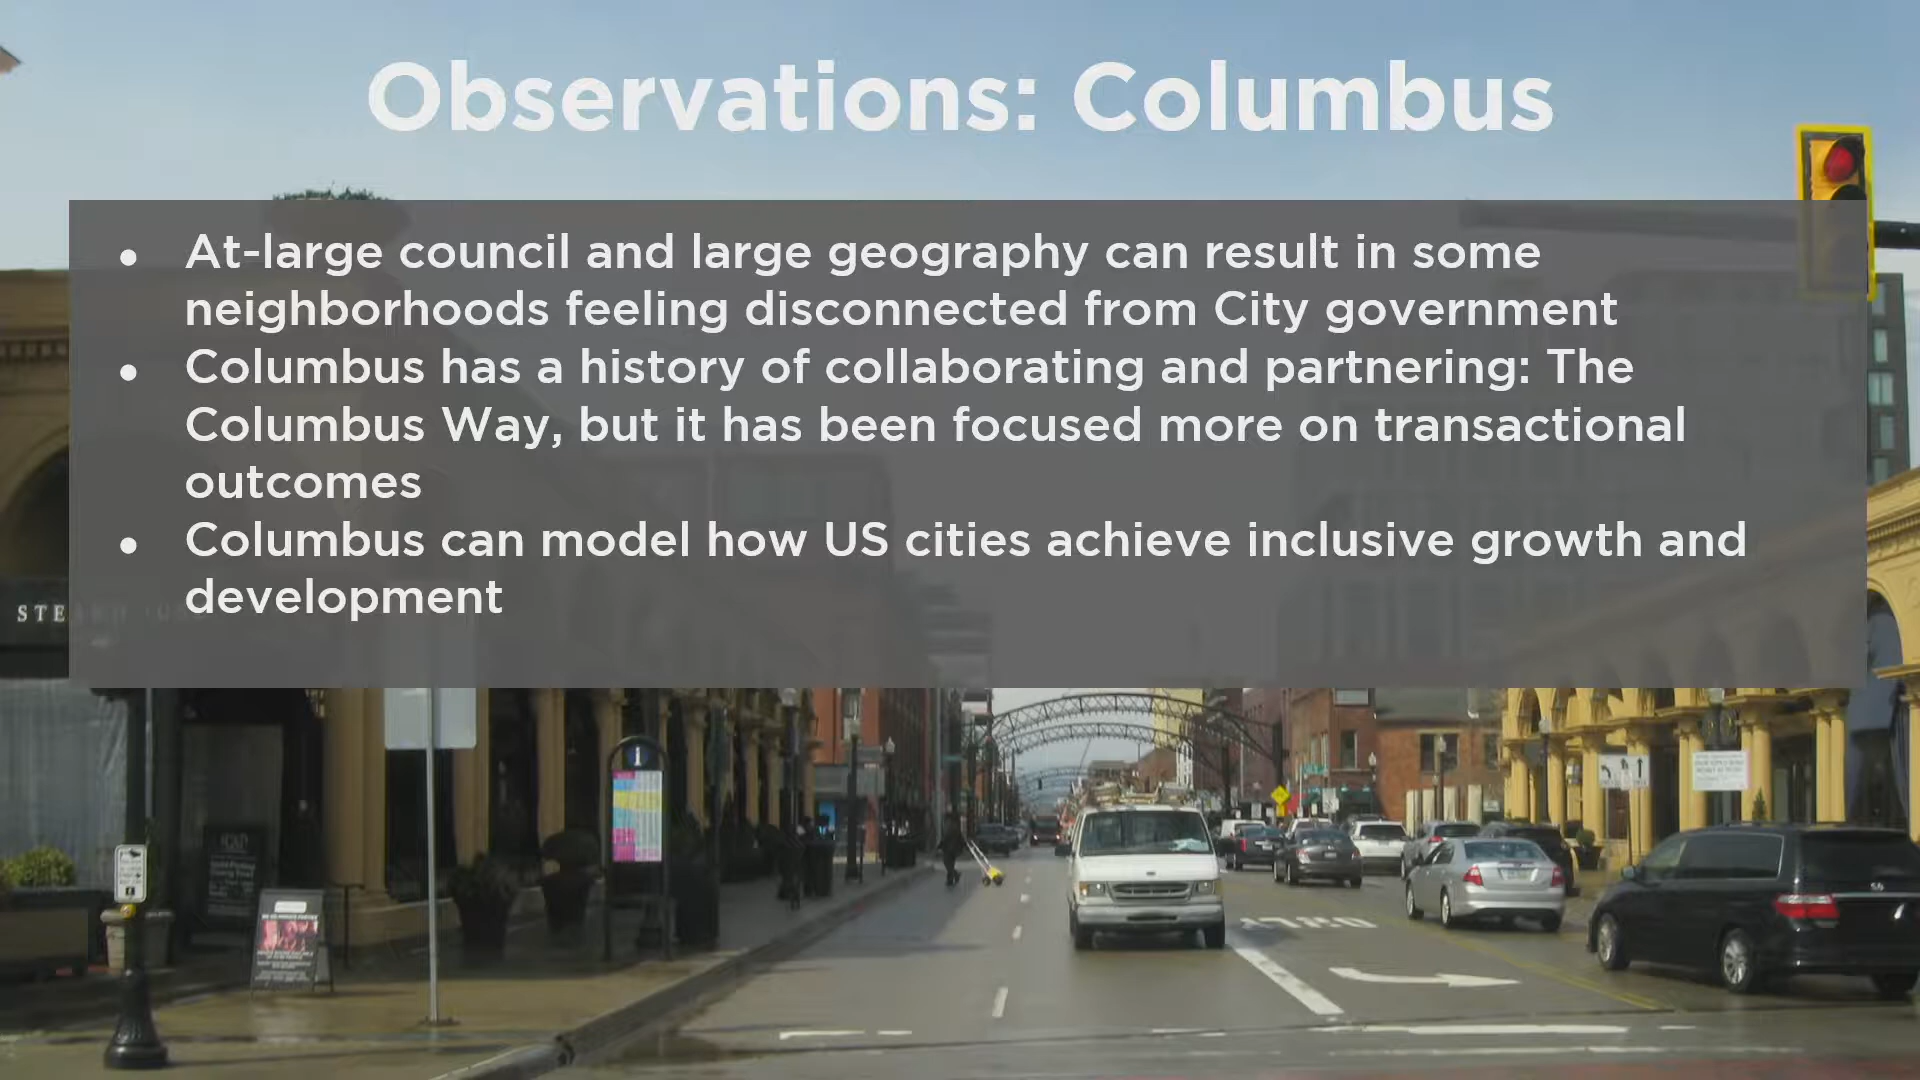 Observations: Columbus
● At-large council and large geography can result in some
neighborhoods feeling disconnected from City government
● Columbus has a history of collaborating and partnering: The
Columbus Way, but it has been focused more on transactional
outcomes
● Columbus can model how US cities achieve inclusive growth and
development
STE
i
ONLY